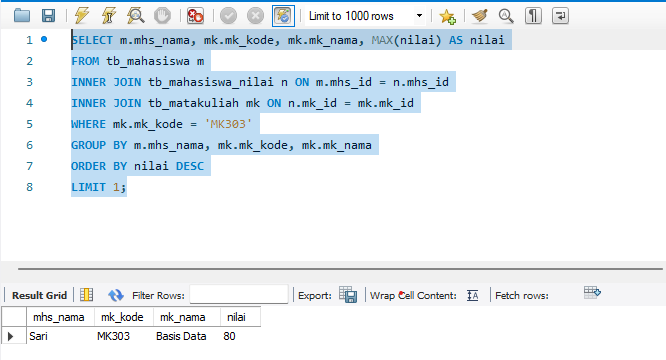 Limit to 1000 rows
1 SELECT m.mhs_nama, mk.mk_kode, mk.mk_nama, MAX(nilai) AS nilai
2 FROM tb_mahasiswa m
3 INNER JOIN tb_mahasiswa_nilai n ON m.mhs_id = n.mhs_id
4 INNER JOIN tb_matakuliah mk ON n.mk_id = mk.mk_id
5 WHERE mk.mk_kode = 'MK303'
6 GROUP BY m.mhs_nama, mk.mk_kode, mk.mk_nama
7 ORDER BY nilai DESC
8 LIMIT 1;
Result Grid Filter Rows: Export: Wrap Cell Content: Fetch rows:
mhs_nama mk_kode mk_nama nilai
Sari MK303 Basis Data 80